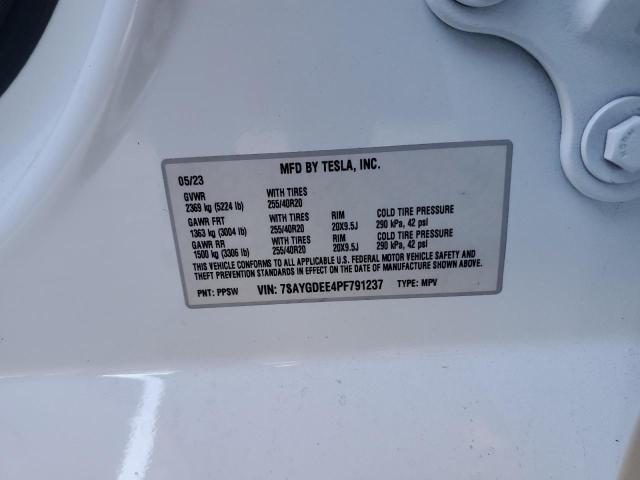 MFD BY TESLA, INC.
05/23
GVWR WITH TIRES
2369 kg (5224 lb) 255/40R20
GAWR FRT WITH TIRES RIM COLD TIRE PRESSURE
1363 kg (3004 lb) 255/40R20 20X9.5J 290 kPa, 42 psi
GAWR RR WITH TIRES RIM COLD TIRE PRESSURE
1500 kg (3306 lb) 255/40R20 20X9.5J 290 kPa, 42 psi
THIS VEHICLE CONFORMS TO ALL APPLICABLE U.S. FEDERAL MOTOR VEHICLE SAFETY AND
THEFT PREVENTION STANDARDS IN EFFECT ON THE DATE OF MANUFACTURE SHOWN ABOVE.
PNT: PPSW VIN: 7SAYGDEE4PF791237 TYPE: MPV